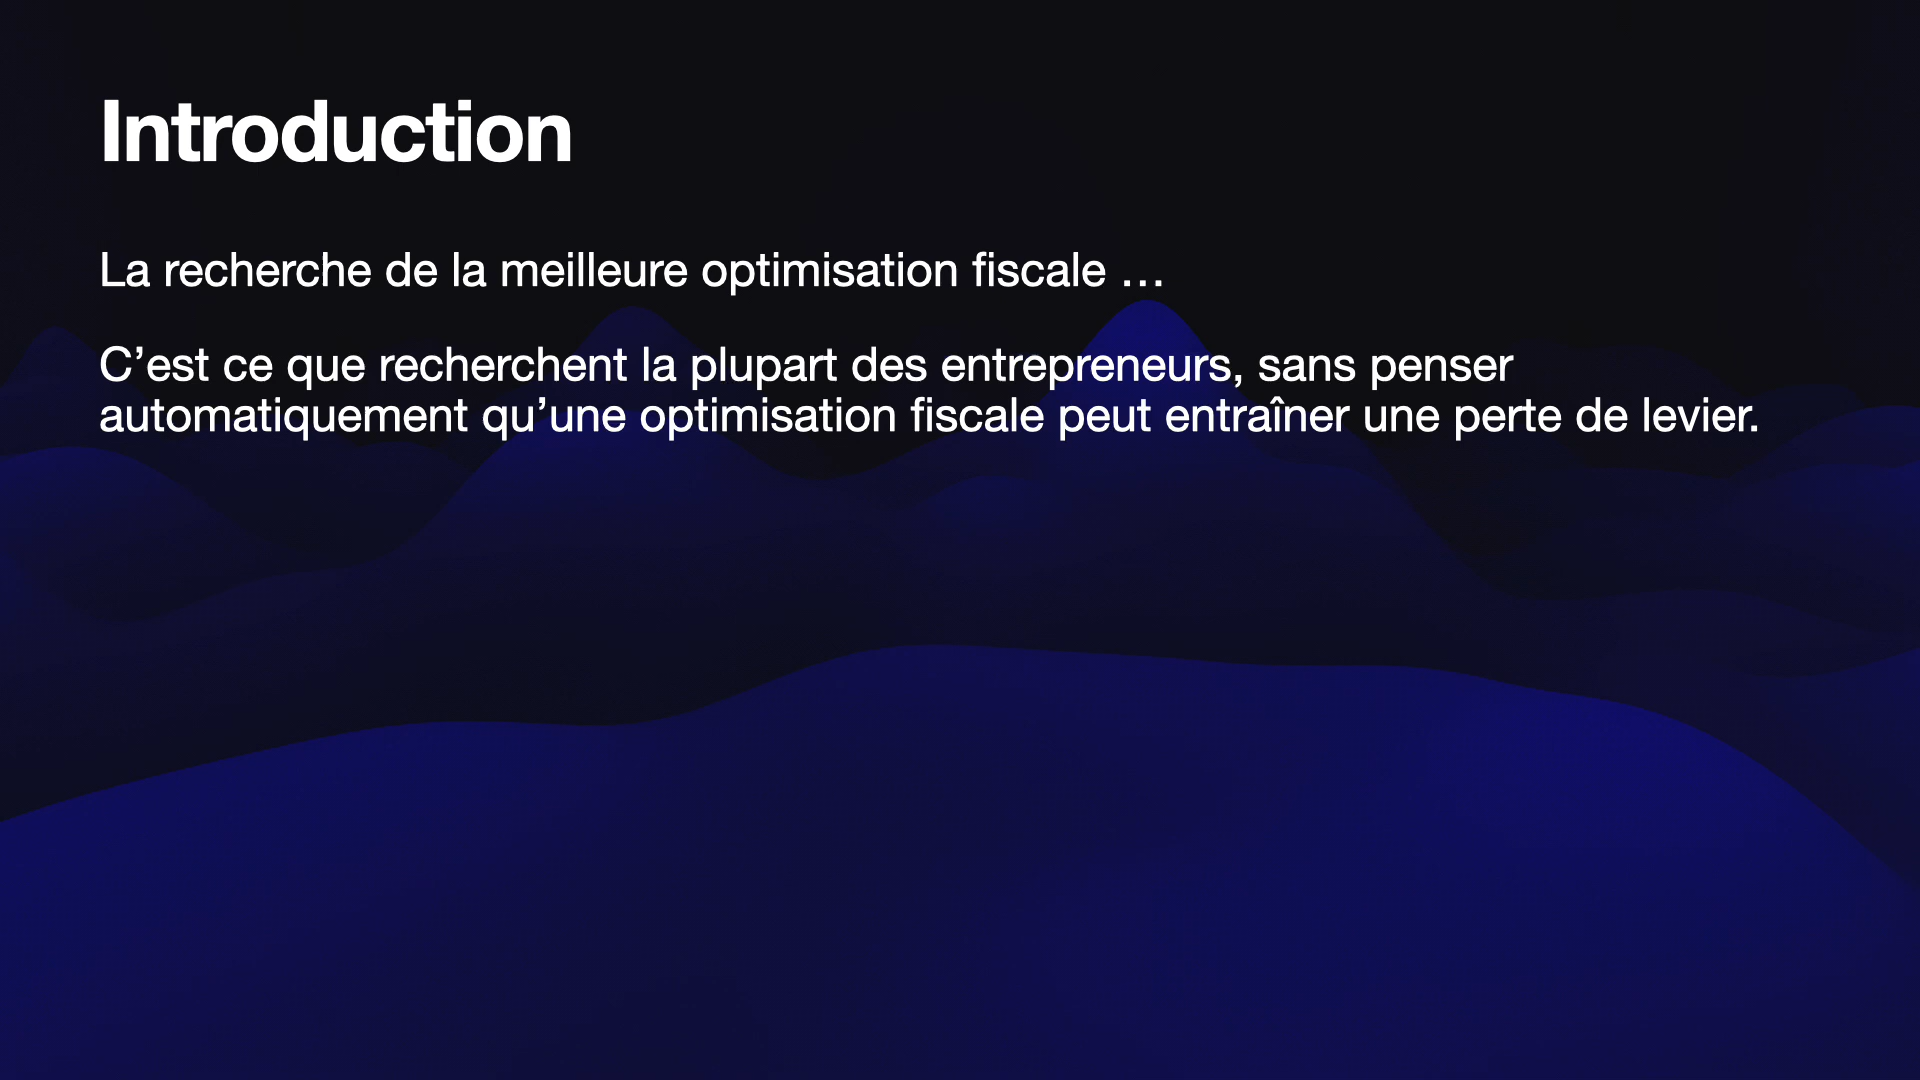 Introduction
La recherche de la meilleure optimisation fiscale …
C’est ce que recherchent la plupart des entrepreneurs, sans penser
automatiquement qu’une optimisation fiscale peut entraîner une perte de levier.